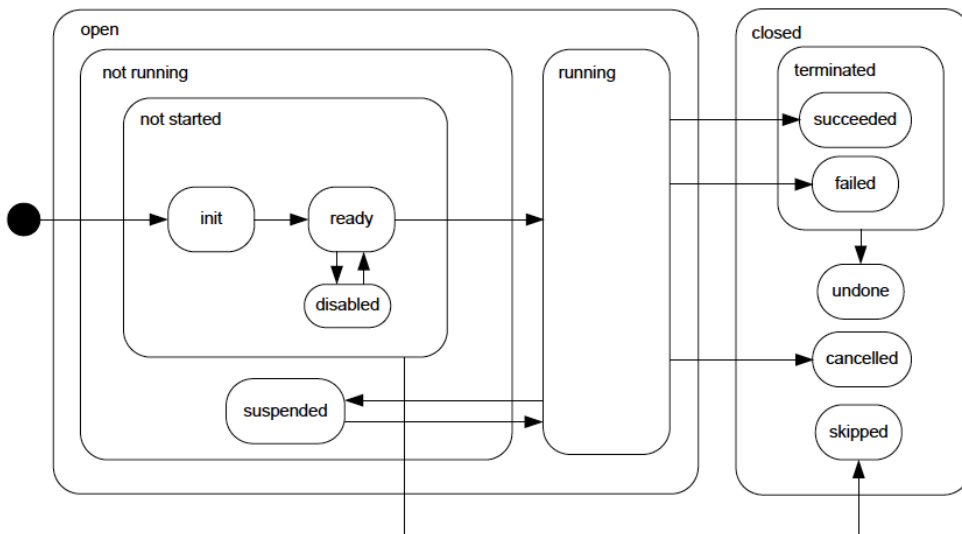 open
closed
not running
running
terminated
not started
succeeded
failed
init
ready
disabled
undone
cancelled
suspended
skipped